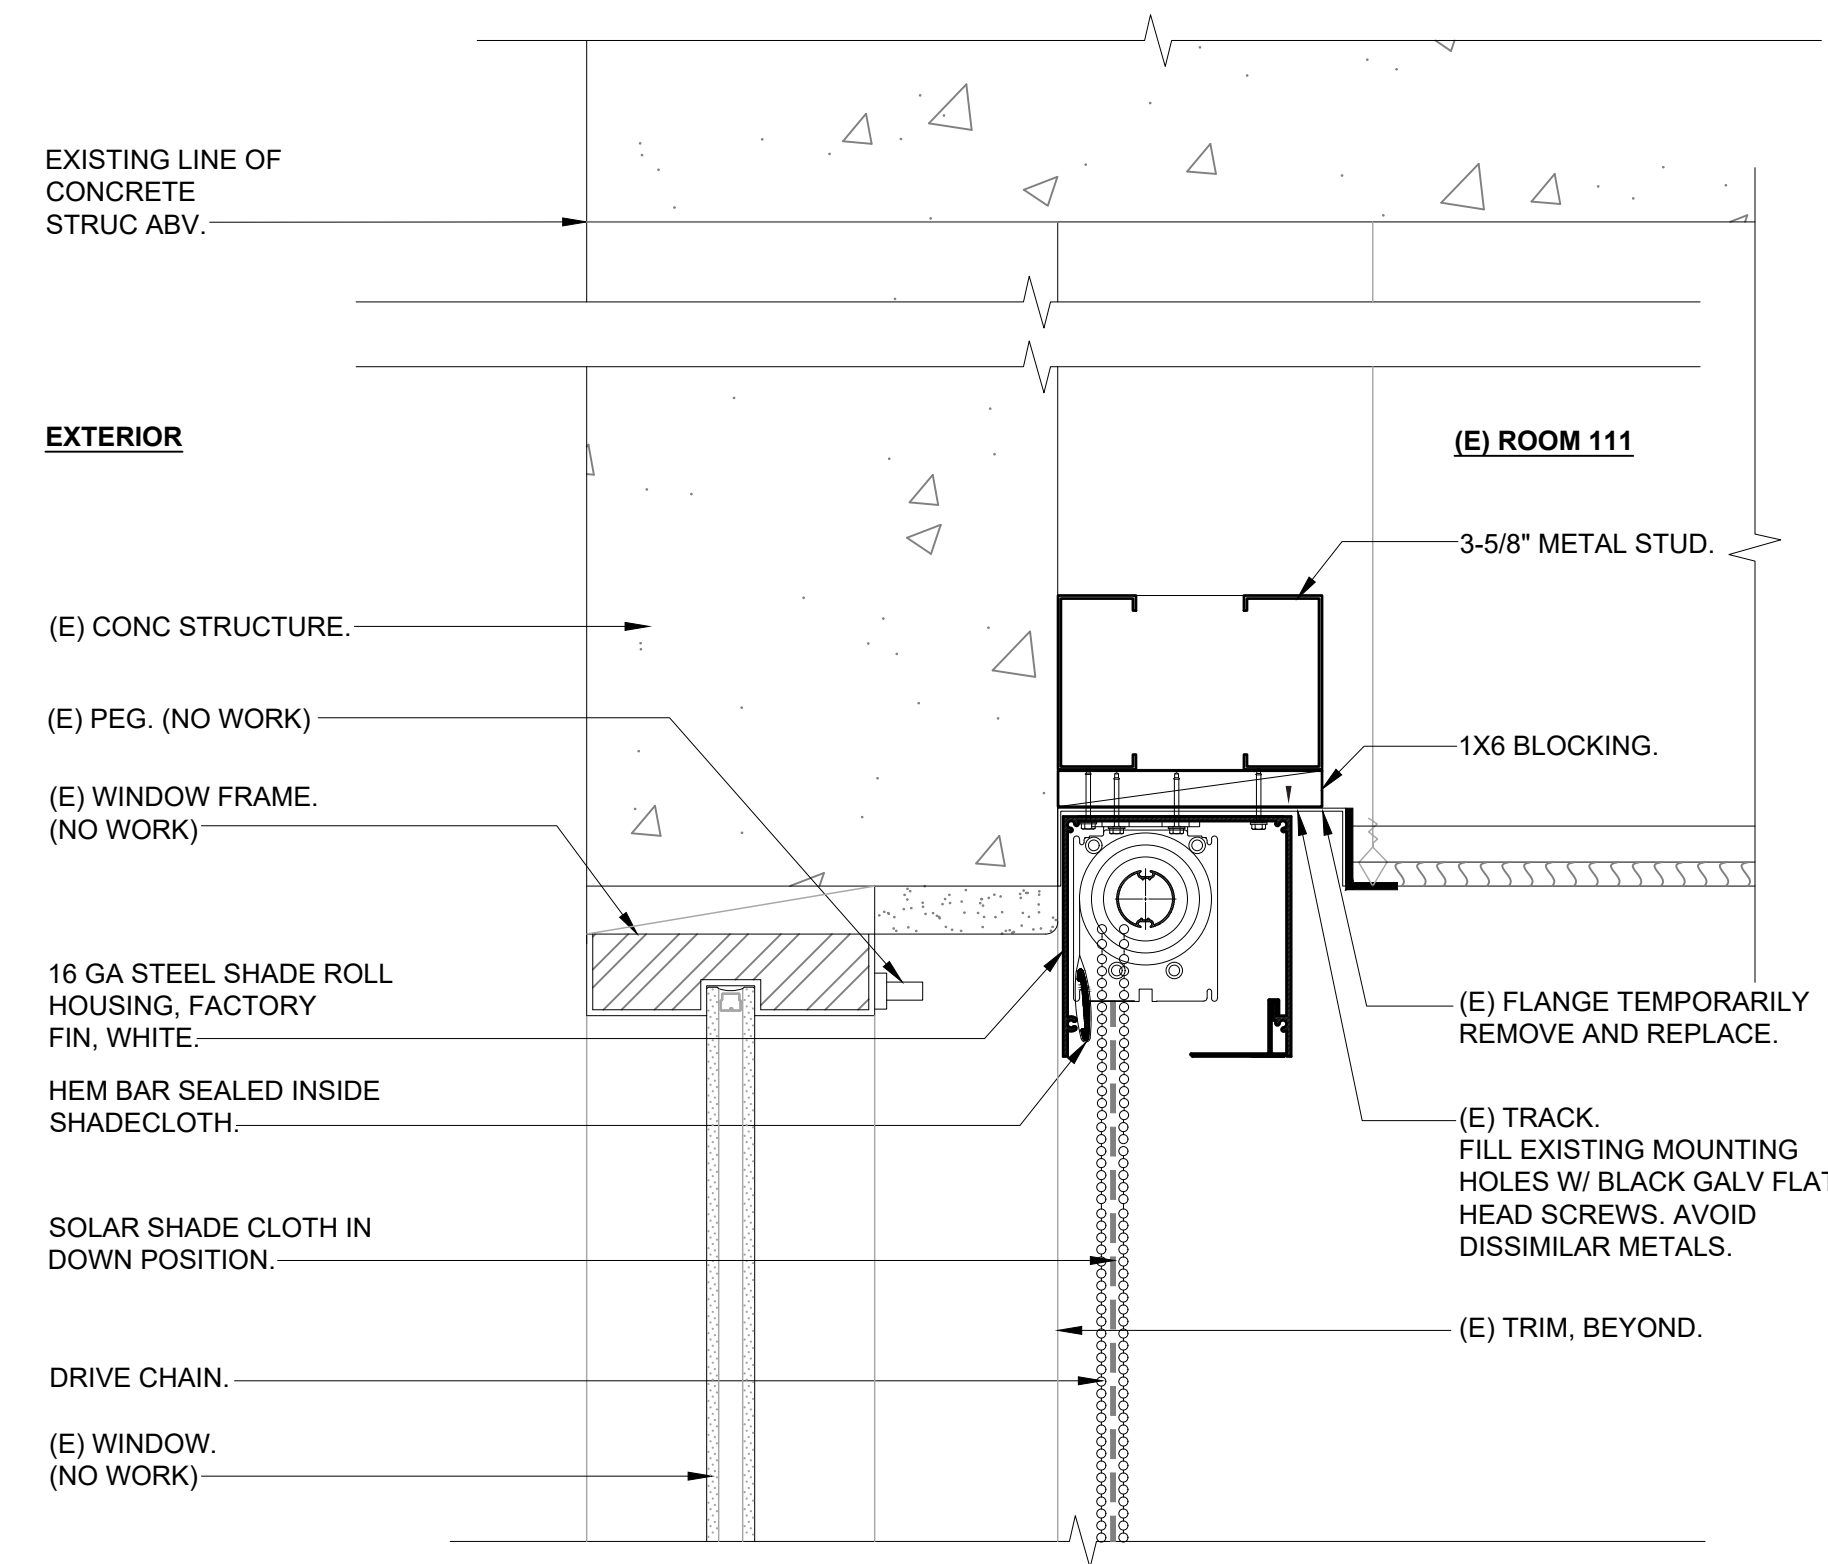 EXISTING LINE OF
CONCRETE
STRUC ABV.
EXTERIOR
(E) CONC STRUCTURE.
(E) PEG. (NO WORK)
(E) WINDOW FRAME.
(NO WORK)
16 GA STEEL SHADE ROLL
HOUSING, FACTORY
FIN, WHITE.
HEM BAR SEALED INSIDE
SHADECLOTH.
SOLAR SHADE CLOTH IN
DOWN POSITION.
DRIVE CHAIN.
(E) WINDOW.
(NO WORK)
(E) ROOM 111
3-5/8" METAL STUD.
1X6 BLOCKING.
(E) FLANGE TEMPORARILY
REMOVE AND REPLACE.
(E) TRACK.
FILL EXISTING MOUNTING
HOLES W/ BLACK GALV FLAT
HEAD SCREWS. AVOID
DISSIMILAR METALS.
(E) TRIM, BEYOND.